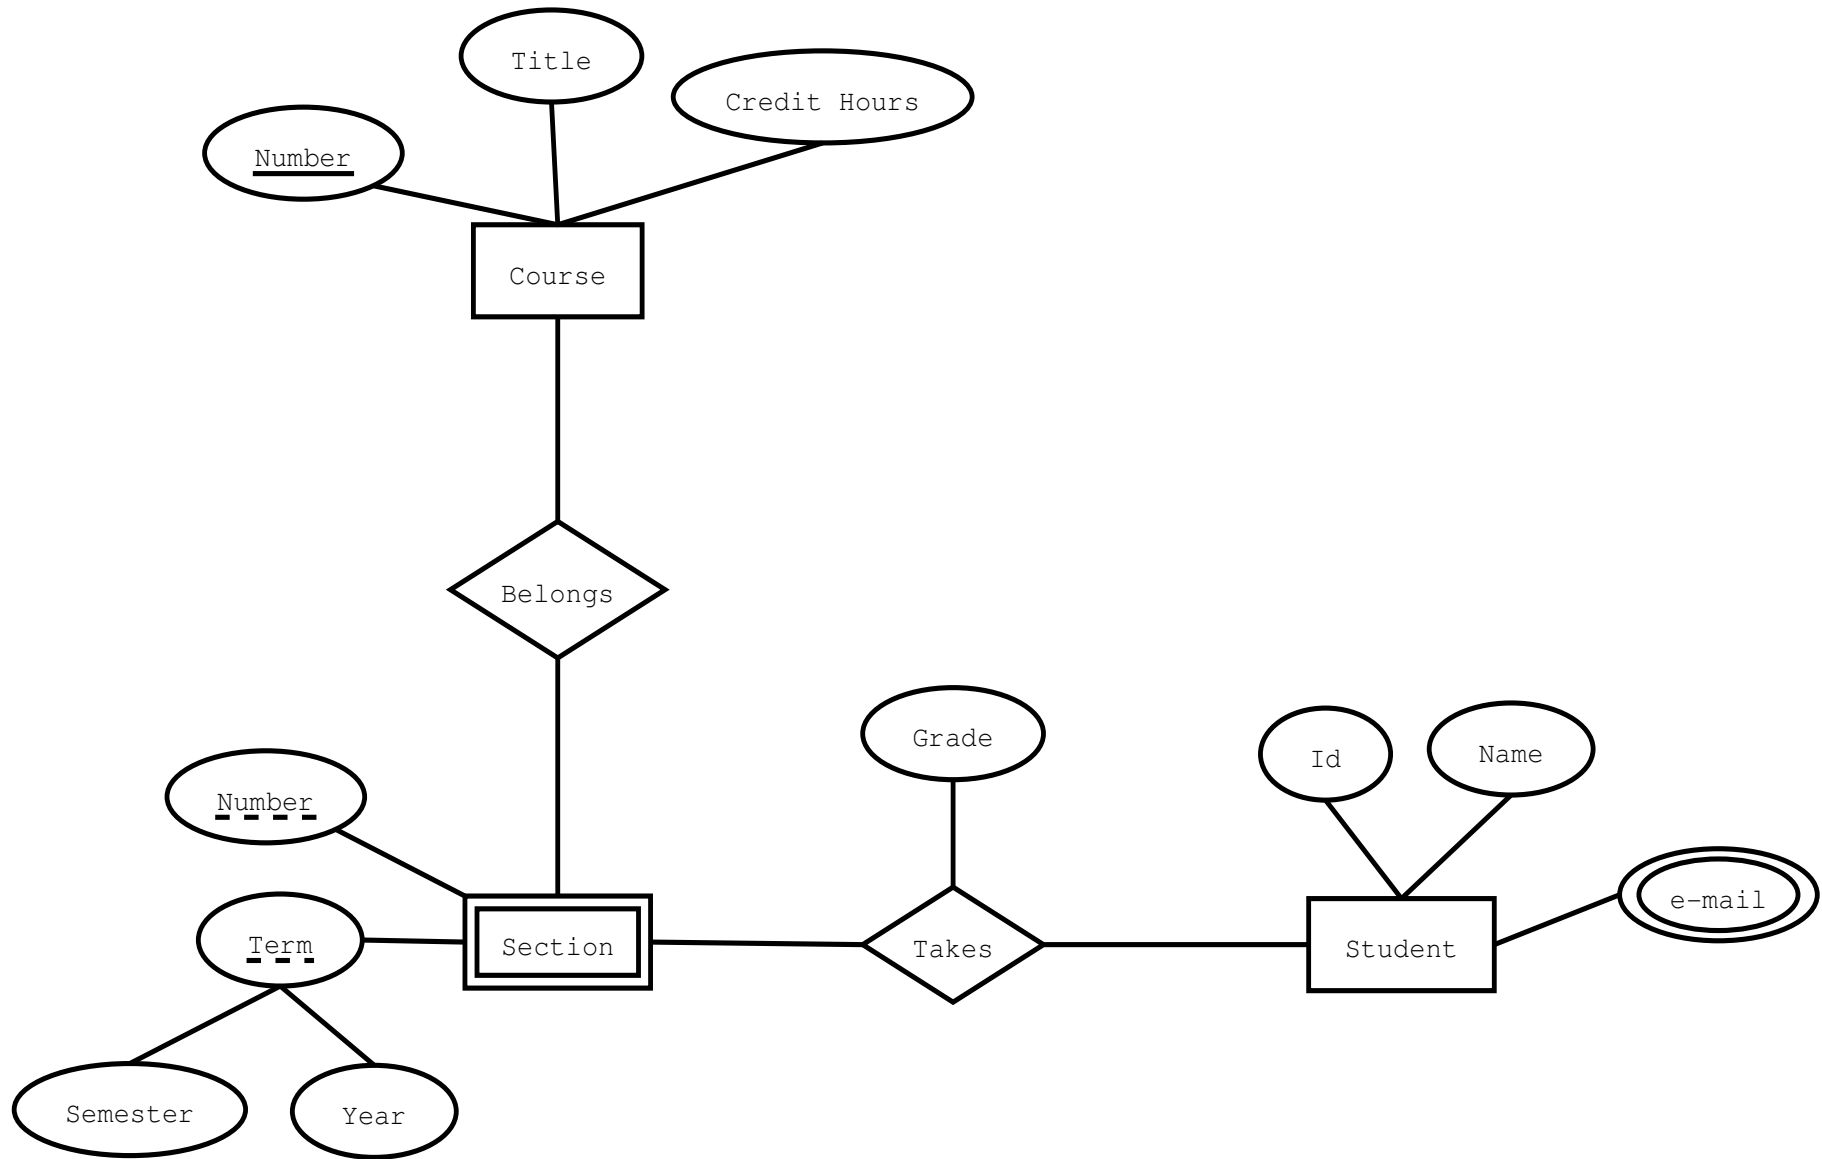 Title
Credit Hours
Number
Course
Belongs
Grade
Id
Name
Number
e-mail
Term
Section
Takes
Student
Semester
Year